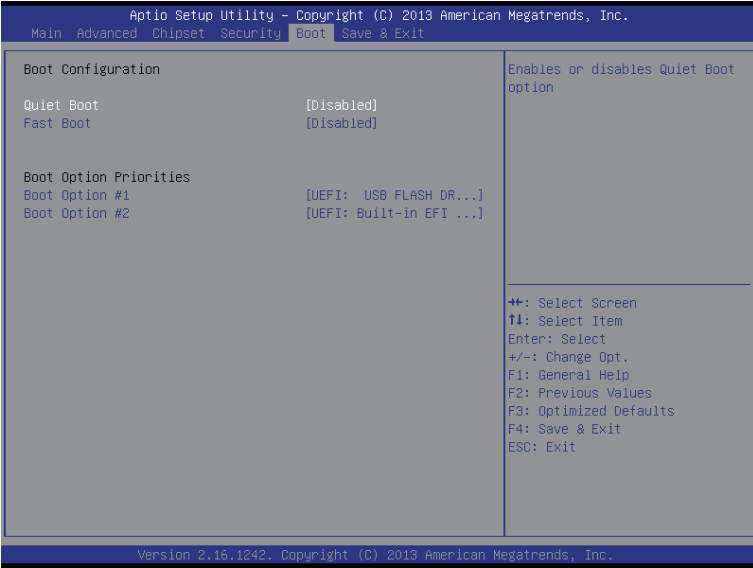 Aptio Setup Utility – Copyright (C) 2013 American Megatrends, Inc.
Main Advanced Chipset Security Boot Save & Exit
Boot Configuration
Quiet Boot [Disabled]
Fast Boot [Disabled]
Boot Option Priorities
Boot Option #1 [UEFI: USB FLASH DR...]
Boot Option #2 [UEFI: Built-in EFI ...]
Enables or disables Quiet Boot
option
→←: Select Screen
↑↓: Select Item
Enter: Select
+/-: Change Opt.
F1: General Help
F2: Previous Values
F3: Optimized Defaults
F4: Save & Exit
ESC: Exit
Version 2.16.1242. Copyright (C) 2013 American Megatrends, Inc.